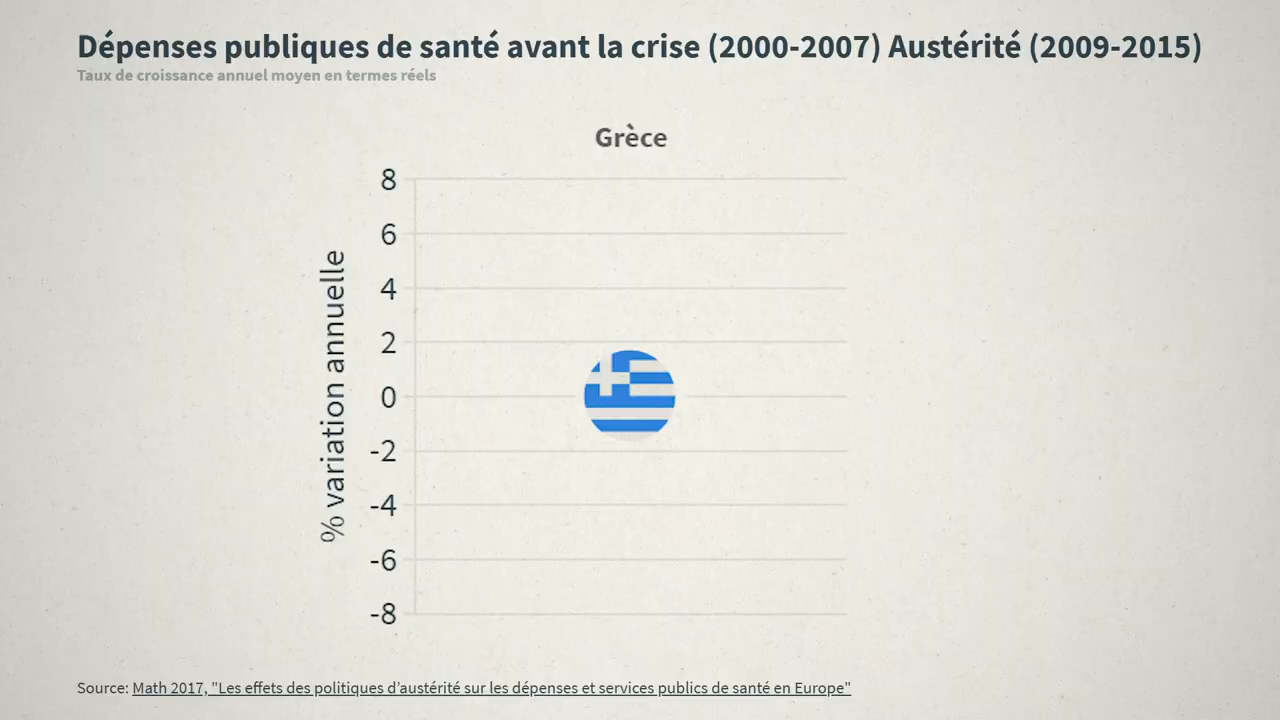 Dépenses publiques de santé avant la crise (2000-2007) Austérité (2009-2015)
Taux de croissance annuel moyen en termes réels
Grèce
8
6
4
2
0
-2
-4
-6
-8
% variation annuelle
Source: Math 2017, "Les effets des politiques d’austérité sur les dépenses et services publics de santé en Europe"